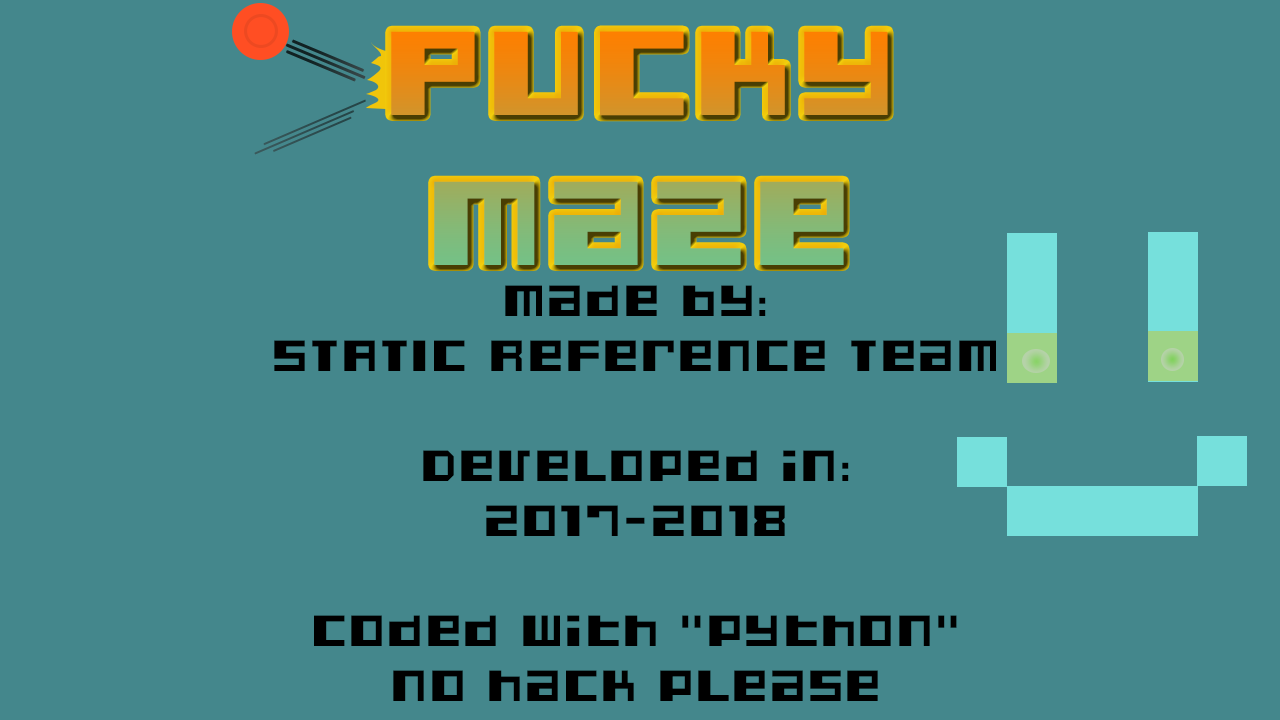 PUCKY
maze
made by:
STATIC Reference Team
Developed in:
2017-2018
coded with "python"
no hack please